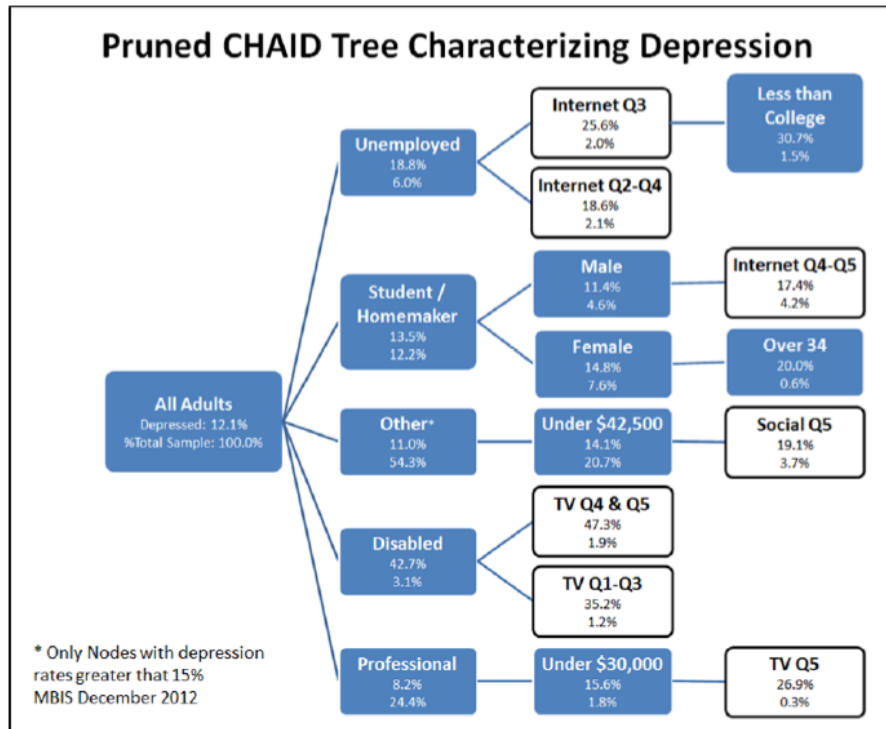 Pruned CHAID Tree Characterizing Depression
All Adults
Depressed: 12.1%
%Total Sample: 100.0%
Unemployed
18.8%
6.0%
Internet Q3
25.6%
2.0%
Less than
College
30.7%
1.5%
Internet Q2-Q4
18.6%
2.1%
Student /
Homemaker
13.5%
12.2%
Male
11.4%
4.6%
Internet Q4-Q5
17.4%
4.2%
Female
14.8%
7.6%
Over 34
20.0%
0.6%
Other*
11.0%
54.3%
Under $42,500
14.1%
20.7%
Social Q5
19.1%
3.7%
Disabled
42.7%
3.1%
TV Q4 & Q5
47.3%
1.9%
TV Q1-Q3
35.2%
1.2%
Professional
8.2%
24.4%
Under $30,000
15.6%
1.8%
TV Q5
26.9%
0.3%
* Only Nodes with depression
rates greater that 15%
MBIS December 2012